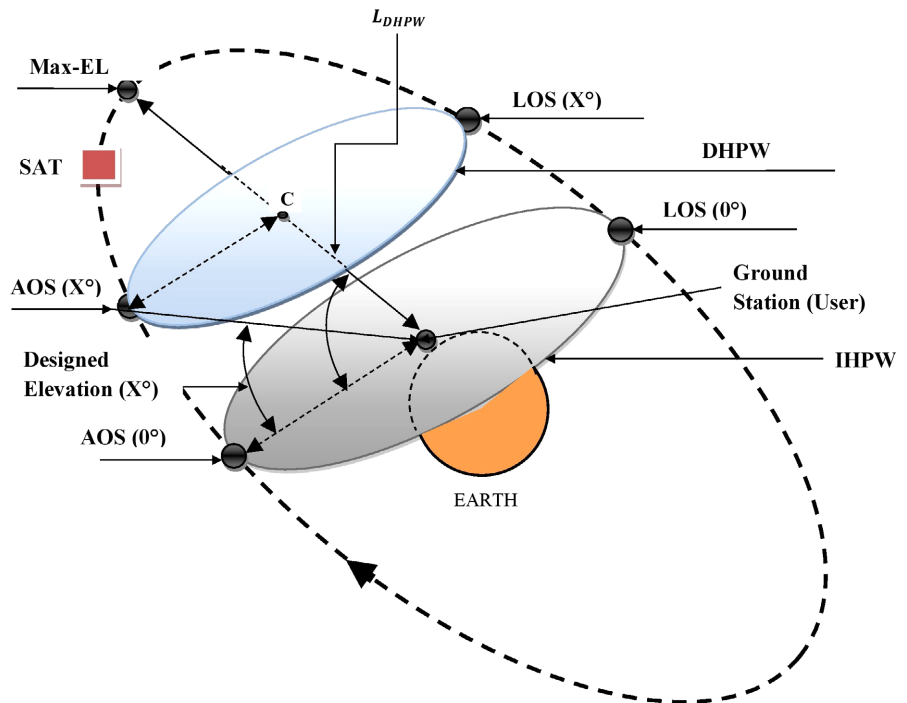 L_DHPW
Max-EL
LOS (X°)
SAT
DHPW
C
LOS (0°)
AOS (X°)
Ground
Station (User)
Designed
Elevation (X°)
IHPW
AOS (0°)
EARTH